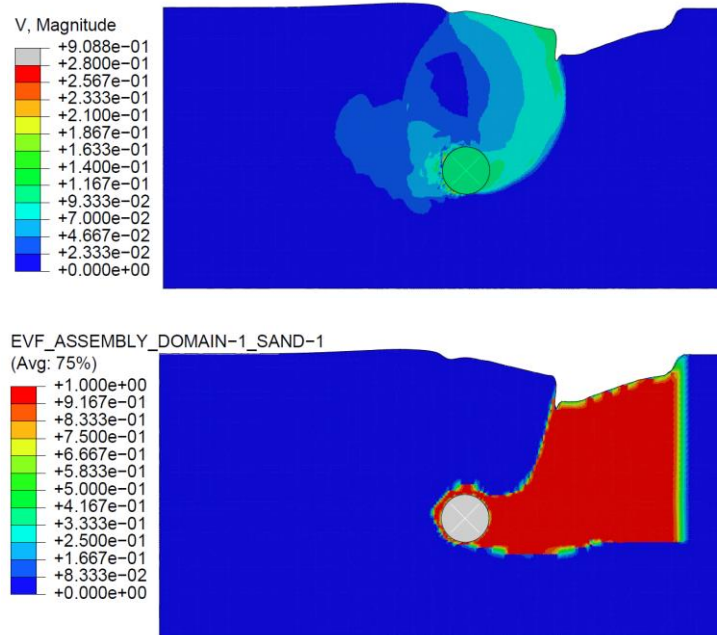 V, Magnitude
+9.088e−01
+2.800e−01
+2.567e−01
+2.333e−01
+2.100e−01
+1.867e−01
+1.633e−01
+1.400e−01
+1.167e−01
+9.333e−02
+7.000e−02
+4.667e−02
+2.333e−02
+0.000e+00
EVF_ASSEMBLY_DOMAIN−1_SAND−1
(Avg: 75%)
+1.000e+00
+9.167e−01
+8.333e−01
+7.500e−01
+6.667e−01
+5.833e−01
+5.000e−01
+4.167e−01
+3.333e−01
+2.500e−01
+1.667e−01
+8.333e−02
+0.000e+00